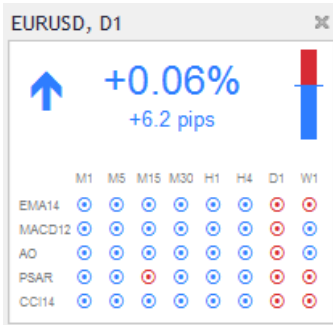 EURUSD, D1
+0.06%
+6.2 pips
M1 M5 M15 M30 H1 H4 D1 W1
EMA14
MACD12
AO
PSAR
CCI14